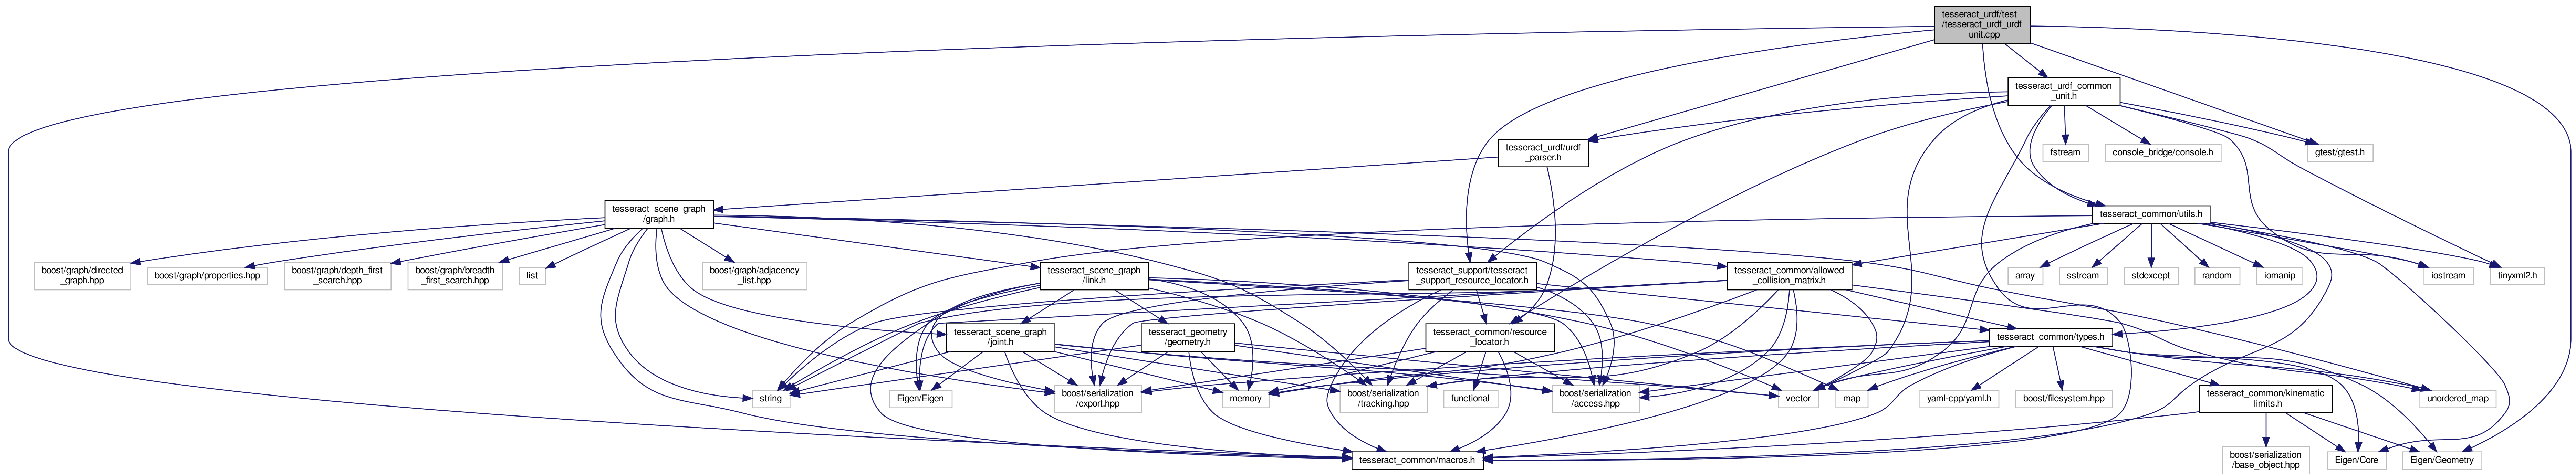 tesseract_urdf/test
/tesseract_urdf_urdf
_unit.cpp
tesseract_urdf_common
_unit.h
tesseract_urdf/urdf
_parser.h
fstream
console_bridge/console.h
gtest/gtest.h
tesseract_scene_graph
/graph.h
tesseract_common/utils.h
boost/graph/directed
_graph.hpp
boost/graph/properties.hpp
boost/graph/depth_first
_search.hpp
boost/graph/breadth
_first_search.hpp
list
boost/graph/adjacency
_list.hpp
tesseract_scene_graph
/link.h
tesseract_support/tesseract
_support_resource_locator.h
tesseract_common/allowed
_collision_matrix.h
array
sstream
stdexcept
random
iomanip
iostream
tinyxml2.h
tesseract_scene_graph
/joint.h
tesseract_geometry
/geometry.h
tesseract_common/resource
_locator.h
tesseract_common/types.h
string
Eigen/Eigen
boost/serialization
/export.hpp
memory
boost/serialization
/tracking.hpp
functional
boost/serialization
/access.hpp
vector
map
yaml-cpp/yaml.h
boost/filesystem.hpp
tesseract_common/kinematic
_limits.h
unordered_map
tesseract_common/macros.h
boost/serialization
/base_object.hpp
Eigen/Core
Eigen/Geometry